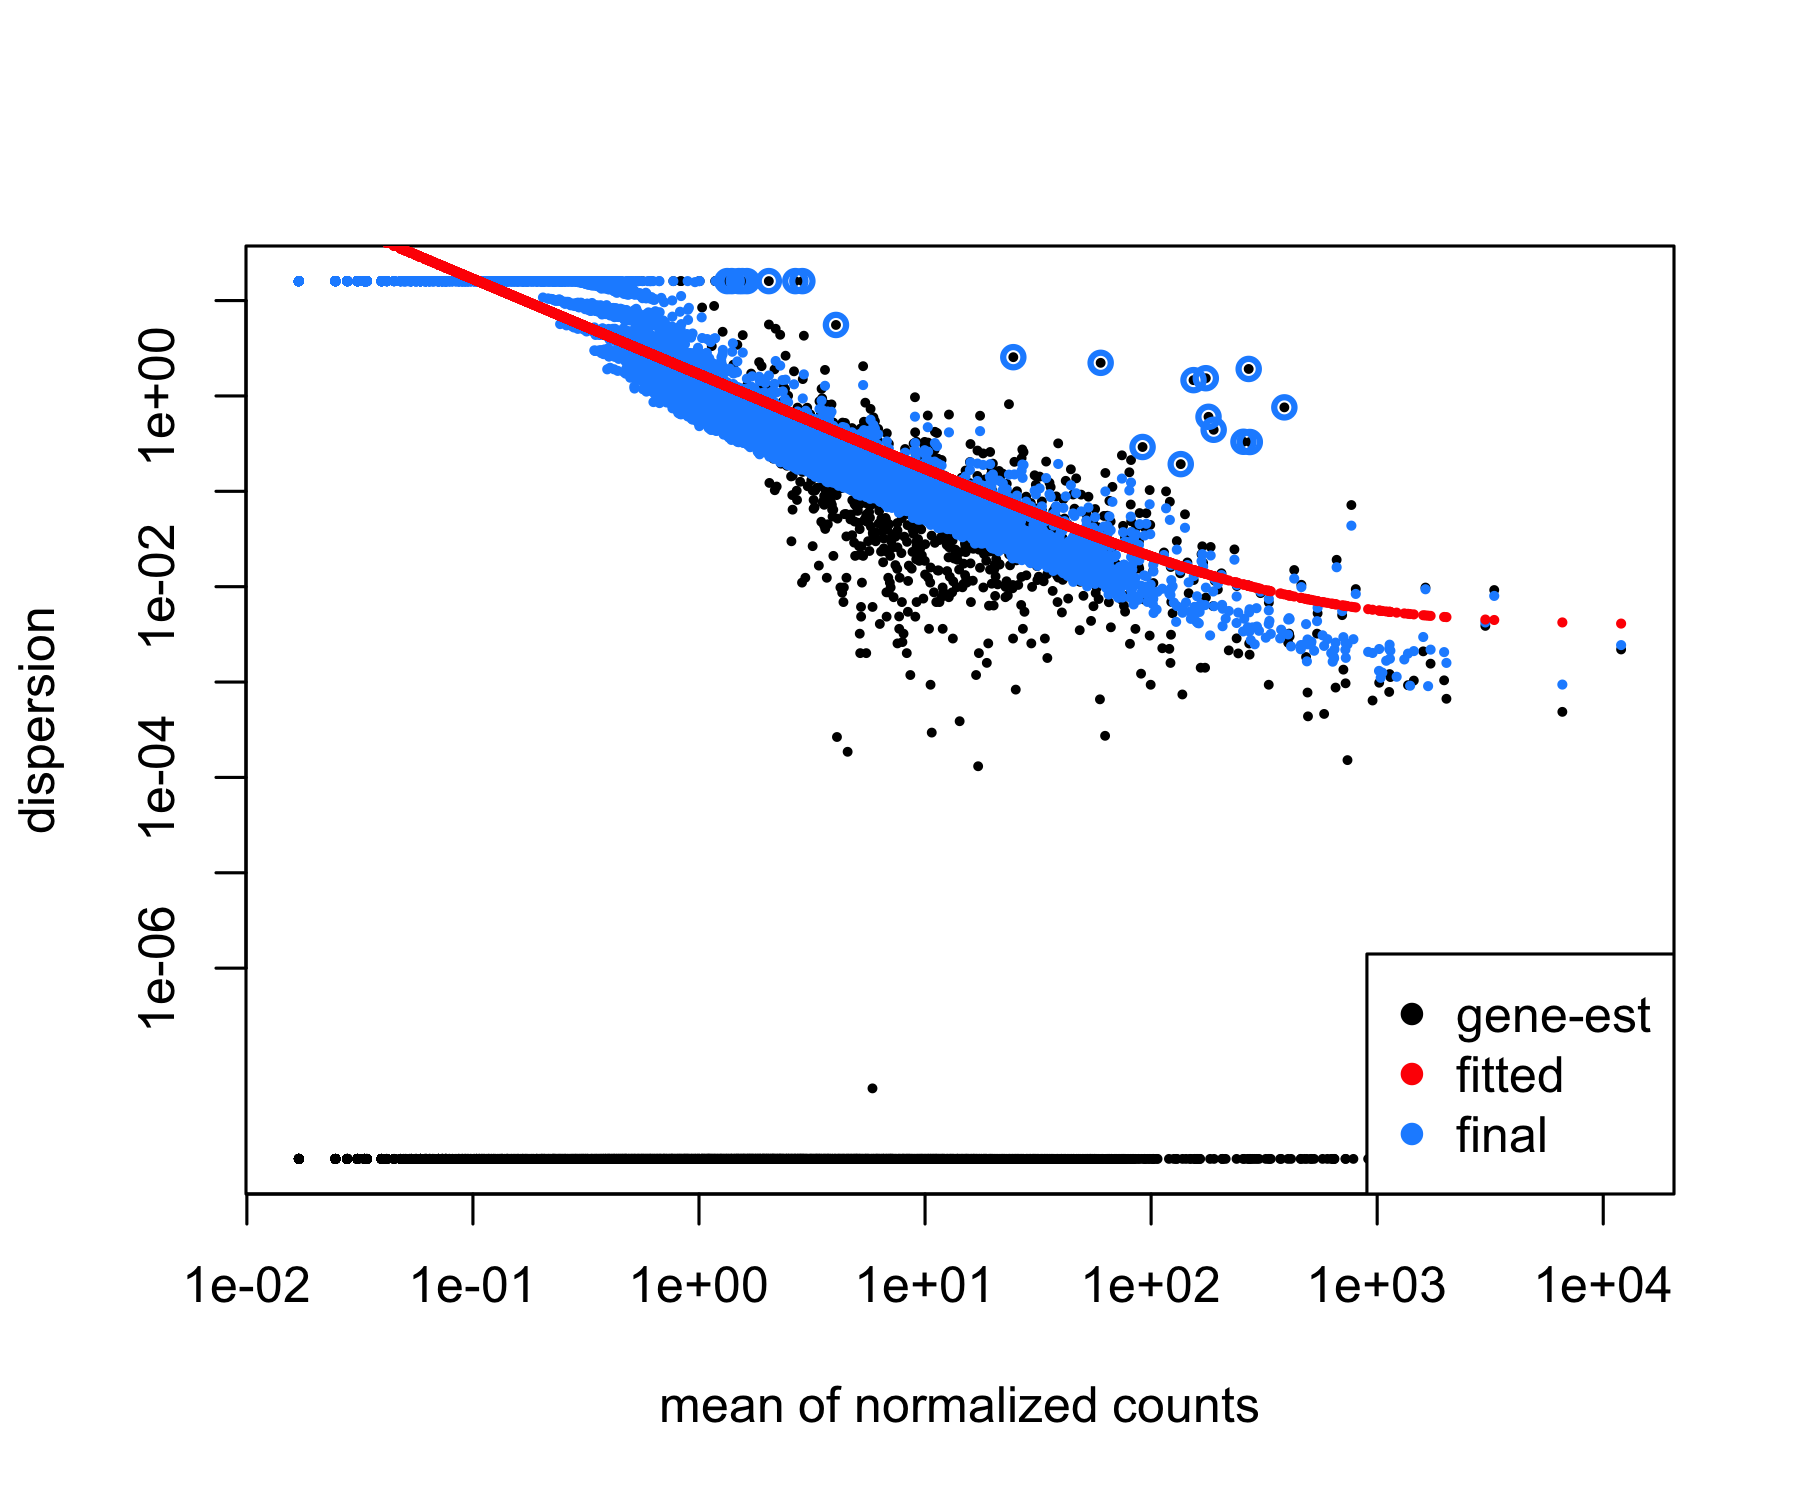 dispersion
1e+00
1e-02
1e-04
1e-06
gene-est
fitted
final
1e-02 1e-01 1e+00 1e+01 1e+02 1e+03 1e+04
mean of normalized counts